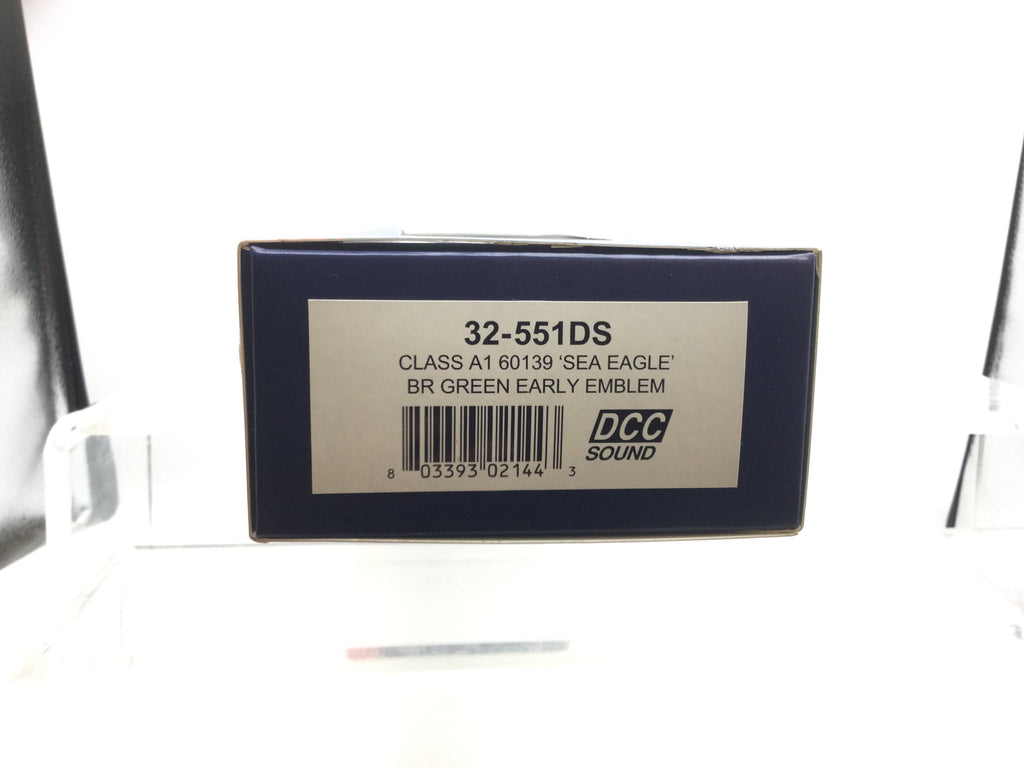 32-551DS
CLASS A1 60139 ‘SEA EAGLE’
BR GREEN EARLY EMBLEM
DCC
SOUND
8 03393 02144 3